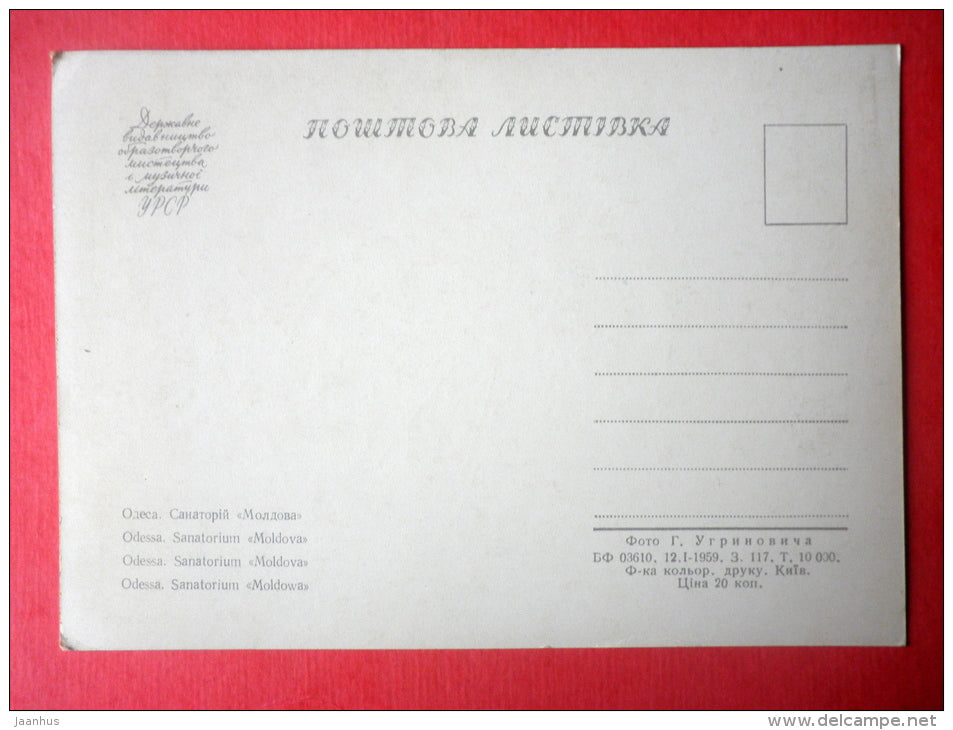 Державне
видавництво
образотворчого
мистецтва
і музичної
літератури
УРСР
ПОШТОВА ЛИСТІВКА
Одеса. Санаторій «Молдова»
Odessa. Sanatorium «Moldova»
Odessa. Sanatorium «Moldova»
Odessa. Sanatorium «Moldowa»
Фото Г. Угриновича
БФ 03610. 12.I-1959. З. 117. Т. 10 000.
Ф-ка кольор. друку. Київ.
Ціна 20 коп.
Jaanhus
www.delcampe.net